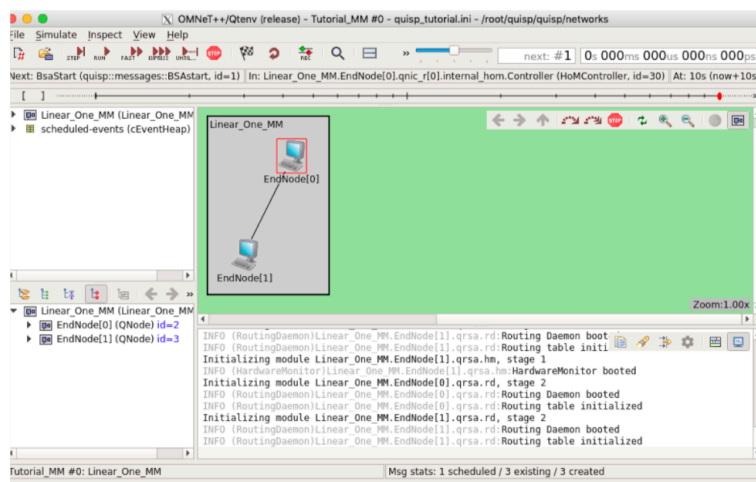 OMNeT++/Qtenv (release) - Tutorial_MM #0 - quisp_tutorial.ini - /root/quisp/quisp/networks
File Simulate Inspect View Help
STEP RUN FAST EXPRESS UNTIL... STOP REC » next: #1 0s 000ms 000us 000ns 000ps
Next: BsaStart (quisp::messages::BSAstart, id=1) In: Linear_One_MM.EndNode[0].qnic_r[0].internal_hom.Controller (HoMController, id=30) At: 10s (now+10s
Linear_One_MM (Linear_One_MM
scheduled-events (cEventHeap)
Linear_One_MM
STOP
EndNode[0]
EndNode[1]
Zoom:1.00x
»
Linear_One_MM (Linear_One_MM
EndNode[0] (QNode) id=2
EndNode[1] (QNode) id=3
INFO (RoutingDaemon)Linear_One_MM.EndNode[1].qrsa.rd:Routing Daemon boot
INFO (RoutingDaemon)Linear_One_MM.EndNode[1].qrsa.rd:Routing table initi
Initializing module Linear_One_MM.EndNode[1].qrsa.hm, stage 1
INFO (HardwareMonitor)Linear_One_MM.EndNode[1].qrsa.hm:HardwareMonitor booted
Initializing module Linear_One_MM.EndNode[0].qrsa.rd, stage 2
INFO (RoutingDaemon)Linear_One_MM.EndNode[0].qrsa.rd:Routing Daemon booted
INFO (RoutingDaemon)Linear_One_MM.EndNode[0].qrsa.rd:Routing table initialized
Initializing module Linear_One_MM.EndNode[1].qrsa.rd, stage 2
INFO (RoutingDaemon)Linear_One_MM.EndNode[1].qrsa.rd:Routing Daemon booted
INFO (RoutingDaemon)Linear_One_MM.EndNode[1].qrsa.rd:Routing table initialized
Tutorial_MM #0: Linear_One_MM
Msg stats: 1 scheduled / 3 existing / 3 created